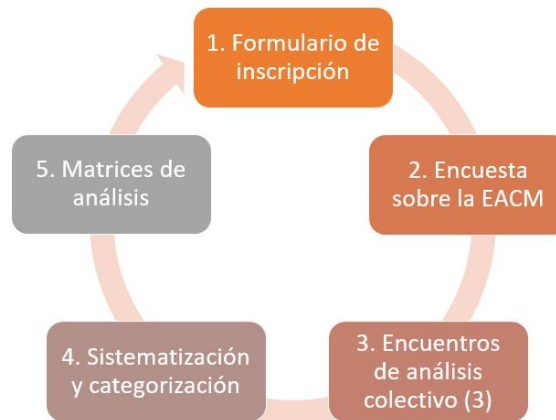 1. Formulario de
inscripción
2. Encuesta
sobre la EACM
3. Encuentros
de análisis
colectivo (3)
4. Sistematización
y categorización
5. Matrices de
análisis